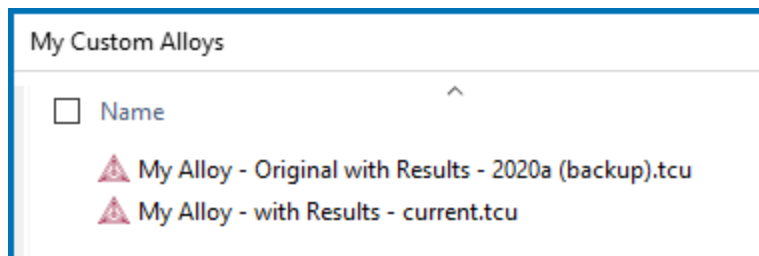 My Custom Alloys
Name
My Alloy - Original with Results - 2020a (backup).tcu
My Alloy - with Results - current.tcu